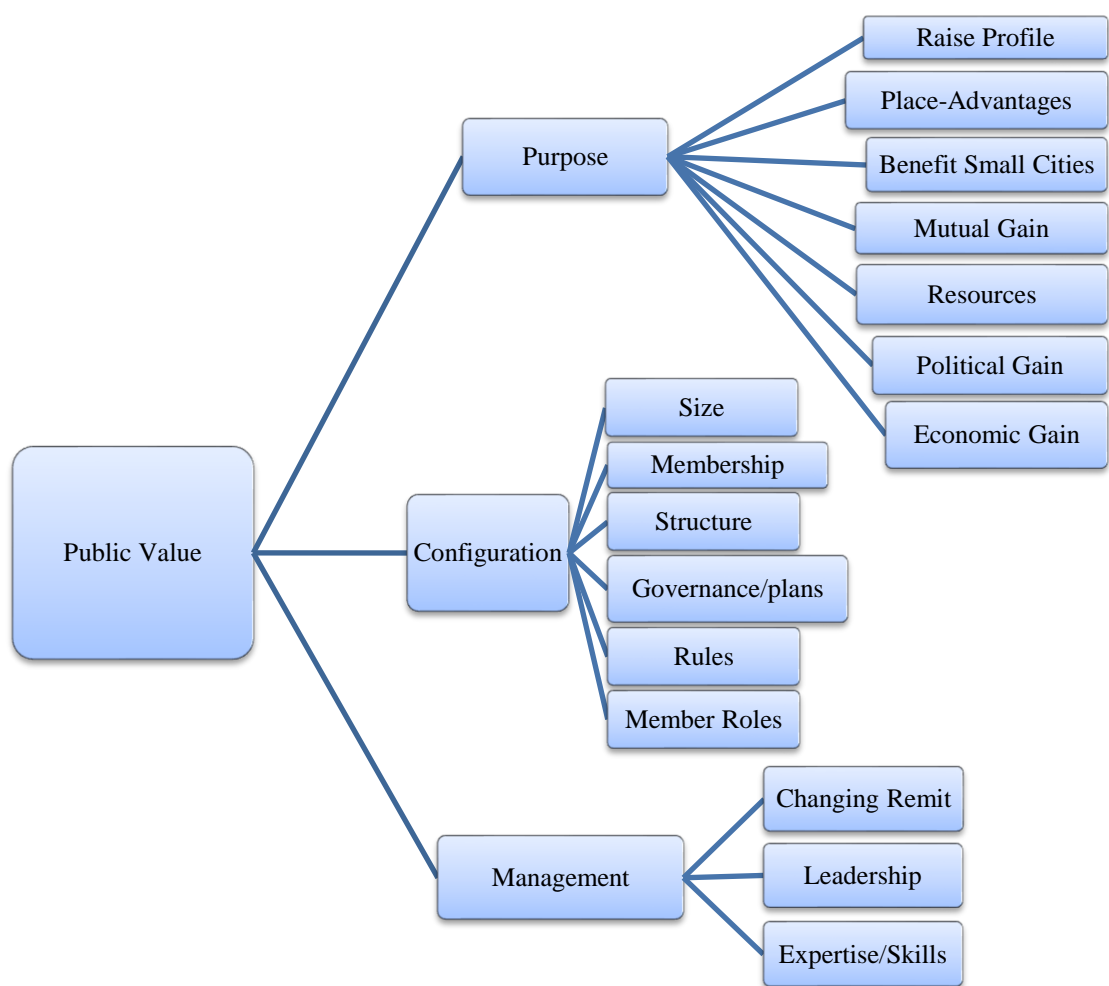 Public Value
Purpose
Raise Profile
Place-Advantages
Benefit Small Cities
Mutual Gain
Resources
Political Gain
Economic Gain
Configuration
Size
Membership
Structure
Governance/plans
Rules
Member Roles
Management
Changing Remit
Leadership
Expertise/Skills